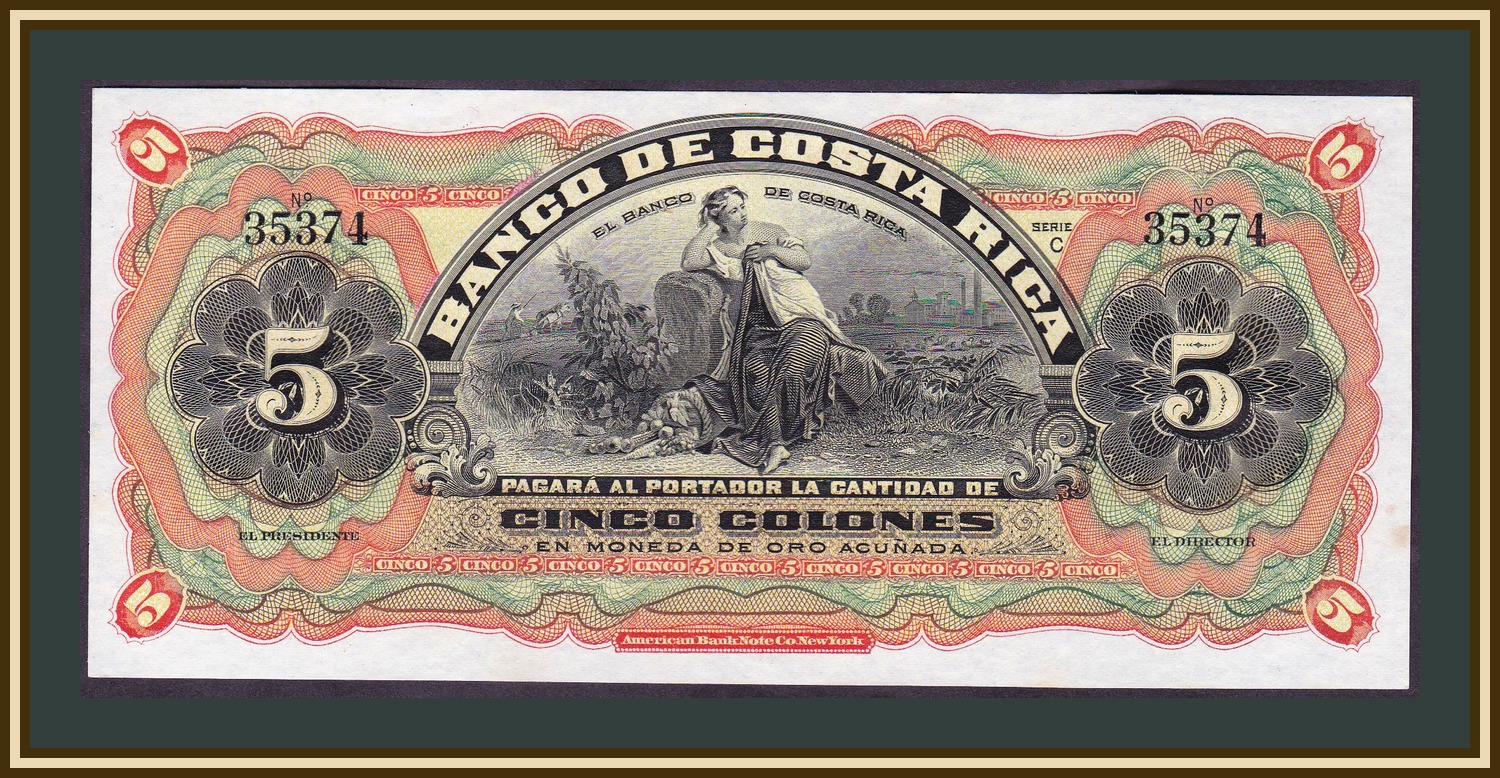 5
5
CINCO 5 CINCO 5
CINCO 5 CINCO
BANCO DE COSTA RICA
EL BANCO DE COSTA RICA
Nº
35374
SERIE
C
Nº
35374
5
5
PAGARÁ AL PORTADOR LA CANTIDAD DE
CINCO COLONES
EN MONEDA DE ORO ACUÑADA
EL PRESIDENTE
EL DIRECTOR
CINCO 5 CINCO 5 CINCO 5 CINCO 5 CINCO 5 CINCO 5 CINCO 5 CINCO 5 CINCO
5
5
American Bank Note Co. New York